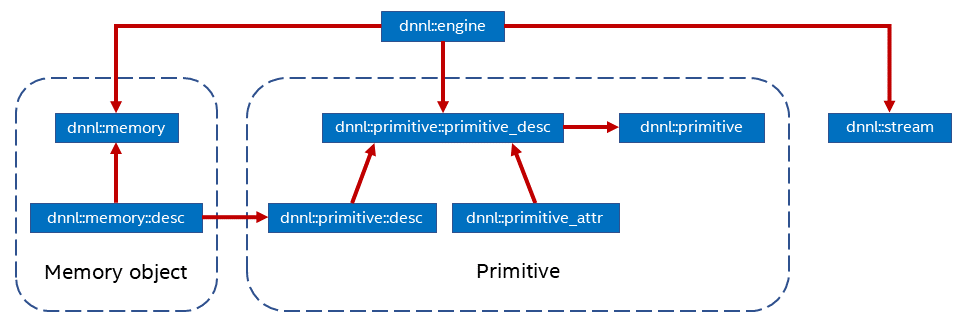 dnnl::engine
dnnl::memory
dnnl::primitive::primitive_desc
dnnl::primitive
dnnl::stream
dnnl::memory::desc
dnnl::primitive::desc
dnnl::primitive_attr
Memory object
Primitive